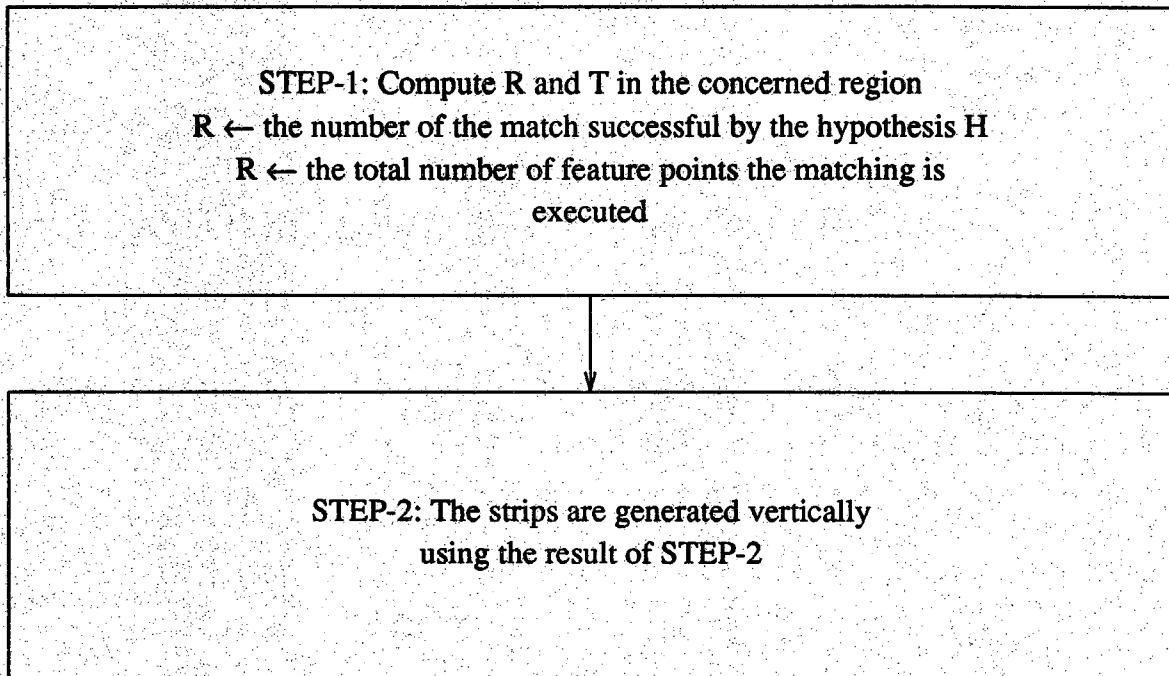 STEP-1: Compute R and T in the concerned region
R ← the number of the match successful by the hypothesis H
R ← the total number of feature points the matching is
executed
STEP-2: The strips are generated vertically
using the result of STEP-2